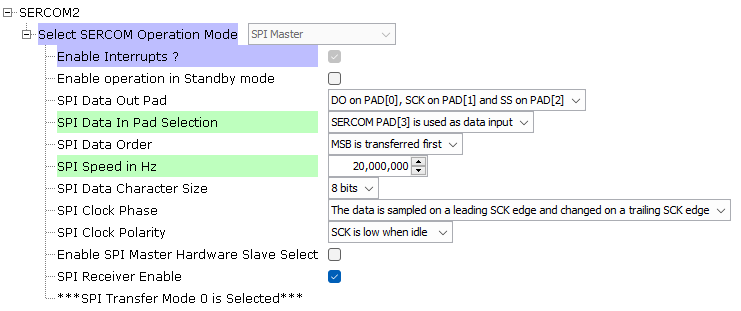 SERCOM2
Select SERCOM Operation Mode SPI Master
Enable Interrupts ?
Enable operation in Standby mode
SPI Data Out Pad DO on PAD[0], SCK on PAD[1] and SS on PAD[2]
SPI Data In Pad Selection SERCOM PAD[3] is used as data input
SPI Data Order MSB is transferred first
SPI Speed in Hz 20,000,000
SPI Data Character Size 8 bits
SPI Clock Phase The data is sampled on a leading SCK edge and changed on a trailing SCK edge
SPI Clock Polarity SCK is low when idle
Enable SPI Master Hardware Slave Select
SPI Receiver Enable
***SPI Transfer Mode 0 is Selected***